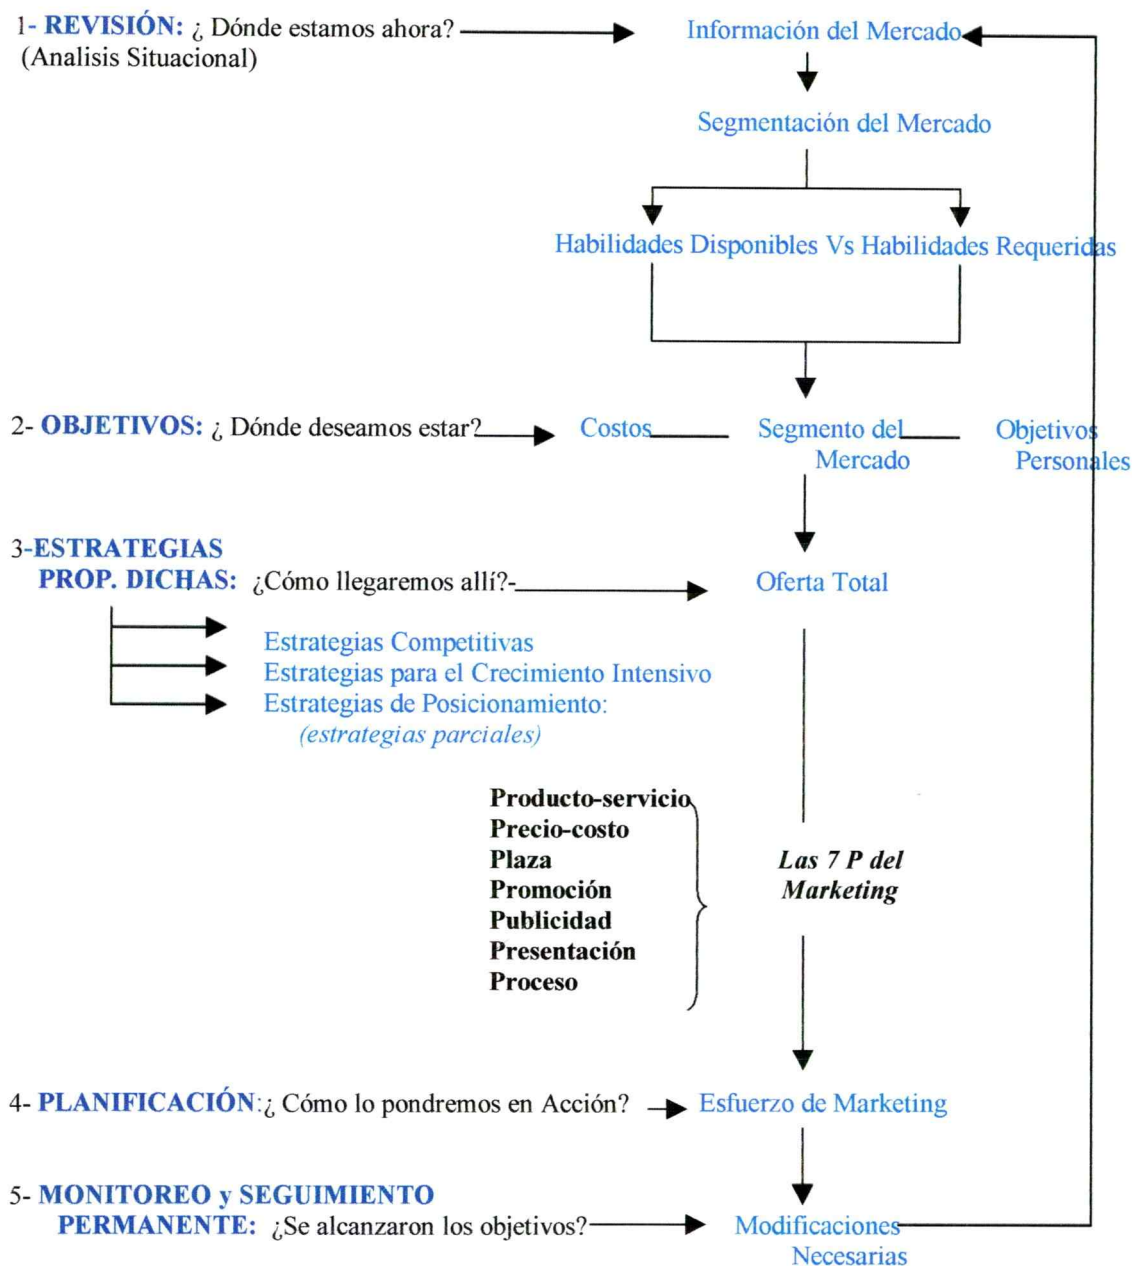 1- REVISIÓN: ¿ Dónde estamos ahora?
(Analisis Situacional)
Información del Mercado
Segmentación del Mercado
Habilidades Disponibles Vs Habilidades Requeridas
2- OBJETIVOS: ¿ Dónde deseamos estar?
Costos
Segmento del
Mercado
Objetivos
Personales
3-ESTRATEGIAS
PROP. DICHAS: ¿Cómo llegaremos allí?-
Oferta Total
Estrategias Competitivas
Estrategias para el Crecimiento Intensivo
Estrategias de Posicionamiento:
(estrategias parciales)
Producto-servicio
Precio-costo
Plaza
Promoción
Publicidad
Presentación
Proceso
Las 7 P del
Marketing
4- PLANIFICACIÓN:¿ Cómo lo pondremos en Acción?
Esfuerzo de Marketing
5- MONITOREO y SEGUIMIENTO
PERMANENTE: ¿Se alcanzaron los objetivos?
Modificaciones
Necesarias